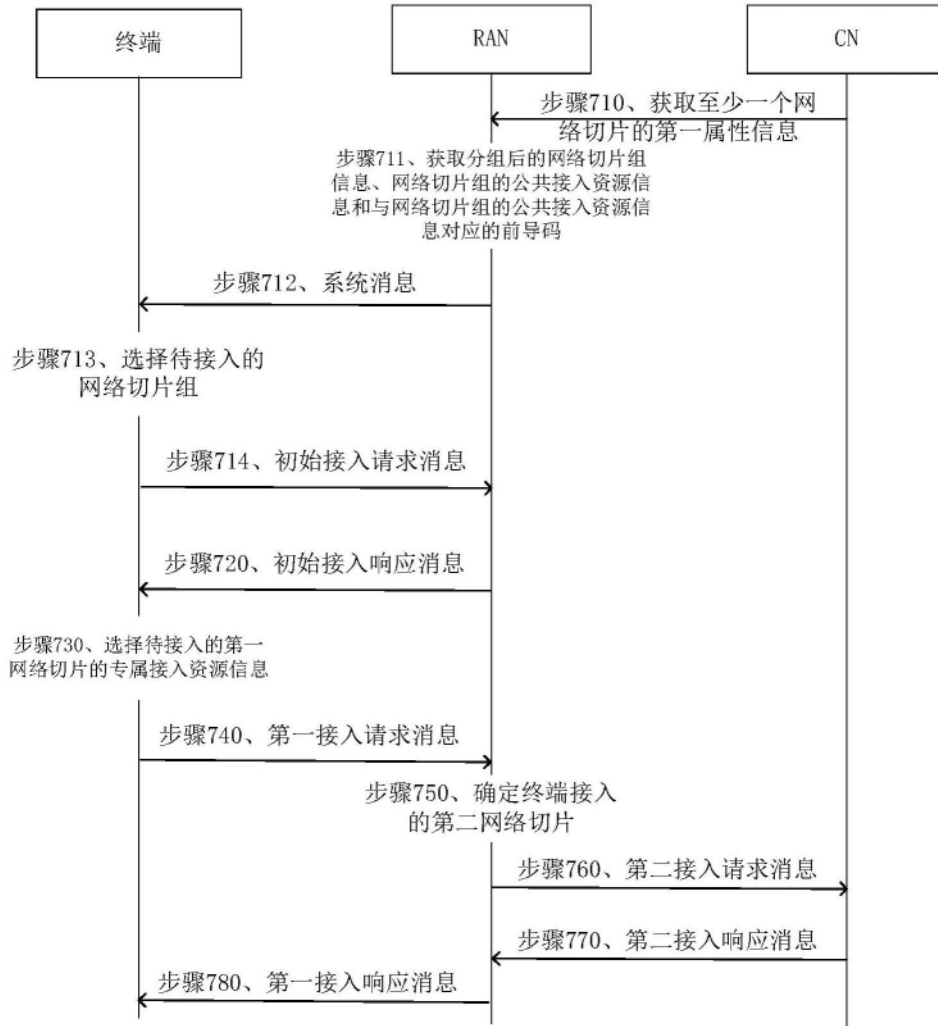 终端
RAN
CN
步骤710、获取至少一个网
络切片的第一属性信息
步骤711、获取分组后的网络切片组
信息、网络切片组的公共接入资源信
息和与网络切片组的公共接入资源信
息对应的前导码
步骤712、系统消息
步骤713、选择待接入的
网络切片组
步骤714、初始接入请求消息
步骤720、初始接入响应消息
步骤730、选择待接入的第一
网络切片的专属接入资源信息
步骤740、第一接入请求消息
步骤750、确定终端接入
的第二网络切片
步骤760、第二接入请求消息
步骤770、第二接入响应消息
步骤780、第一接入响应消息